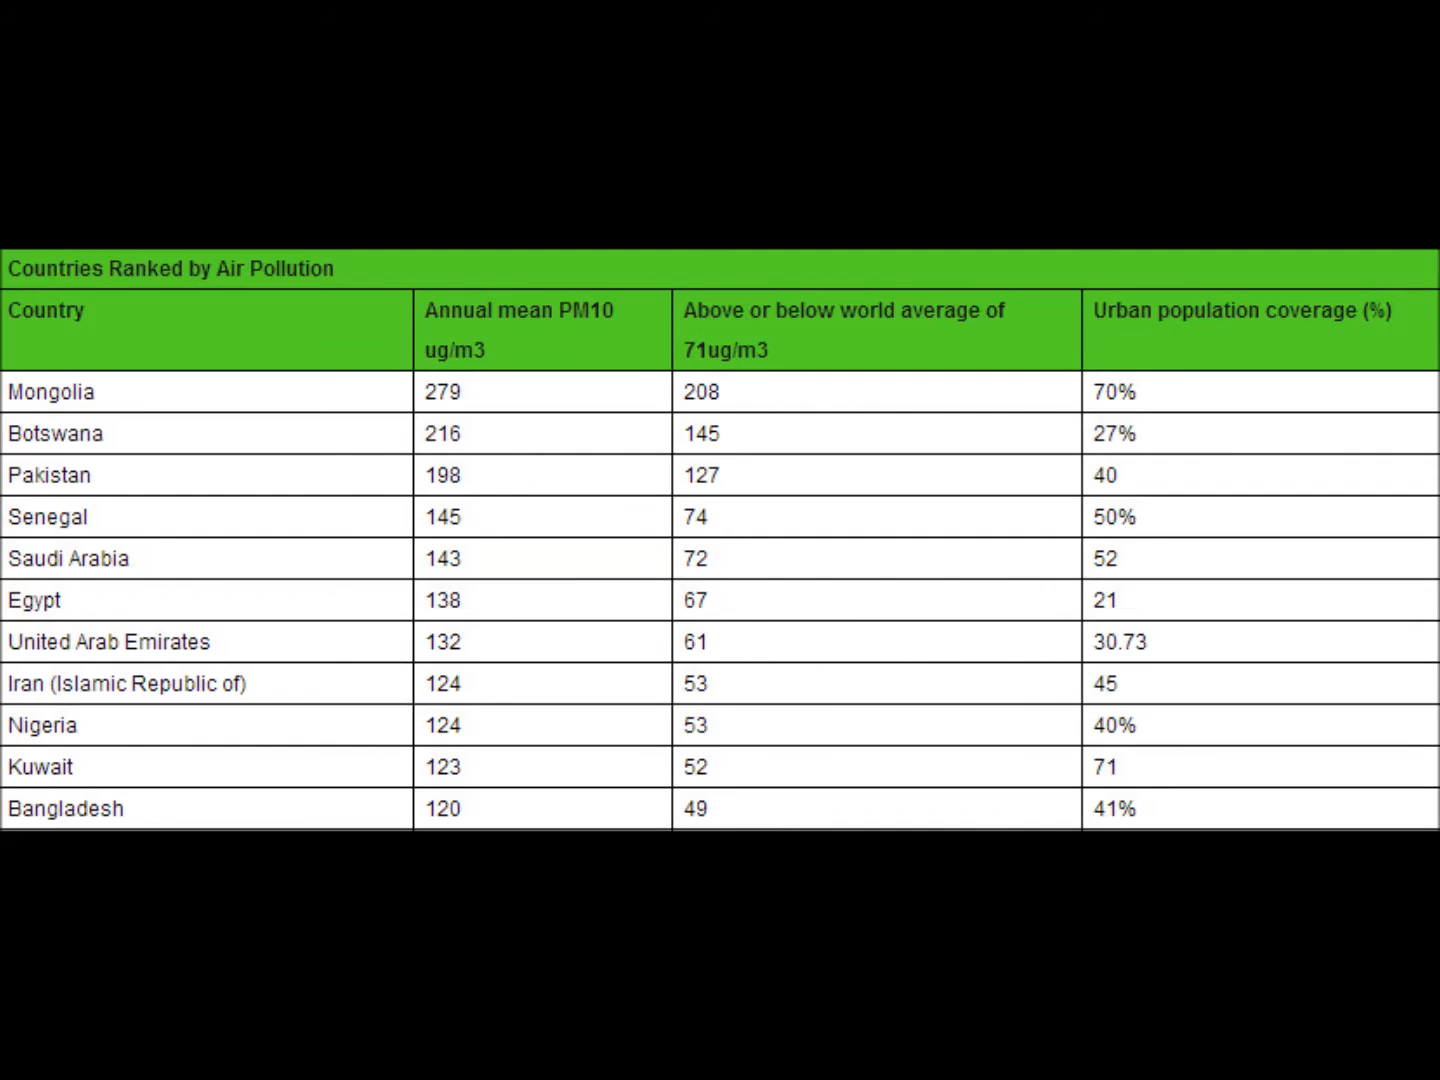 Countries Ranked by Air Pollution
Country Annual mean PM10 ug/m3 Above or below world average of 71ug/m3 Urban population coverage (%)
Mongolia 279 208 70%
Botswana 216 145 27%
Pakistan 198 127 40
Senegal 145 74 50%
Saudi Arabia 143 72 52
Egypt 138 67 21
United Arab Emirates 132 61 30.73
Iran (Islamic Republic of) 124 53 45
Nigeria 124 53 40%
Kuwait 123 52 71
Bangladesh 120 49 41%